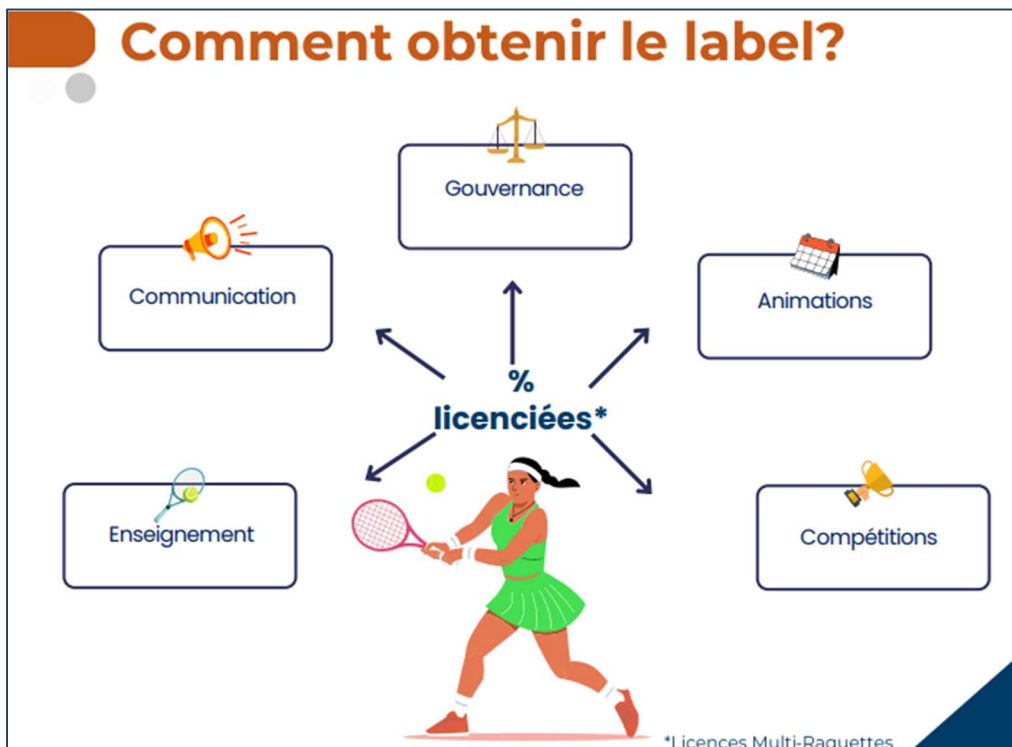 Comment obtenir le label?
Gouvernance
Communication
Animations
%
licenciées*
Enseignement
Compétitions
*Licences Multi-Raquettes